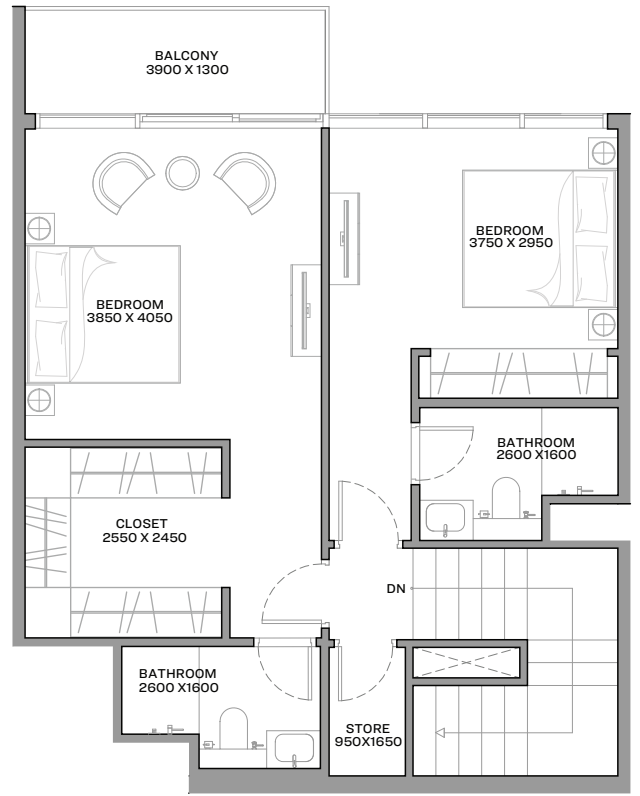 BALCONY
3900 X 1300
BEDROOM
3750 X 2950
BEDROOM
3850 X 4050
BATHROOM
2600 X1600
CLOSET
2550 X 2450
DN
BATHROOM
2600 X1600
STORE
950X1650